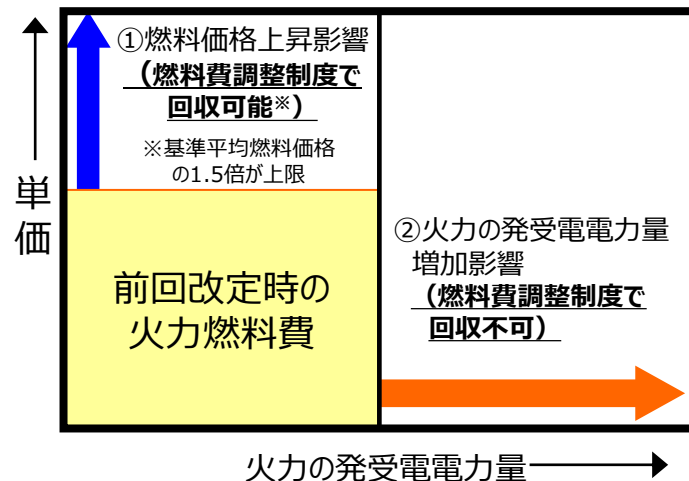 ①燃料価格上昇影響
（燃料費調整制度で
回収可能※）
※基準平均燃料価格
の1.5倍が上限
単価
前回改定時の
火力燃料費
②火力の発受電電力量
増加影響
（燃料費調整制度で
回収不可）
火力の発受電電力量